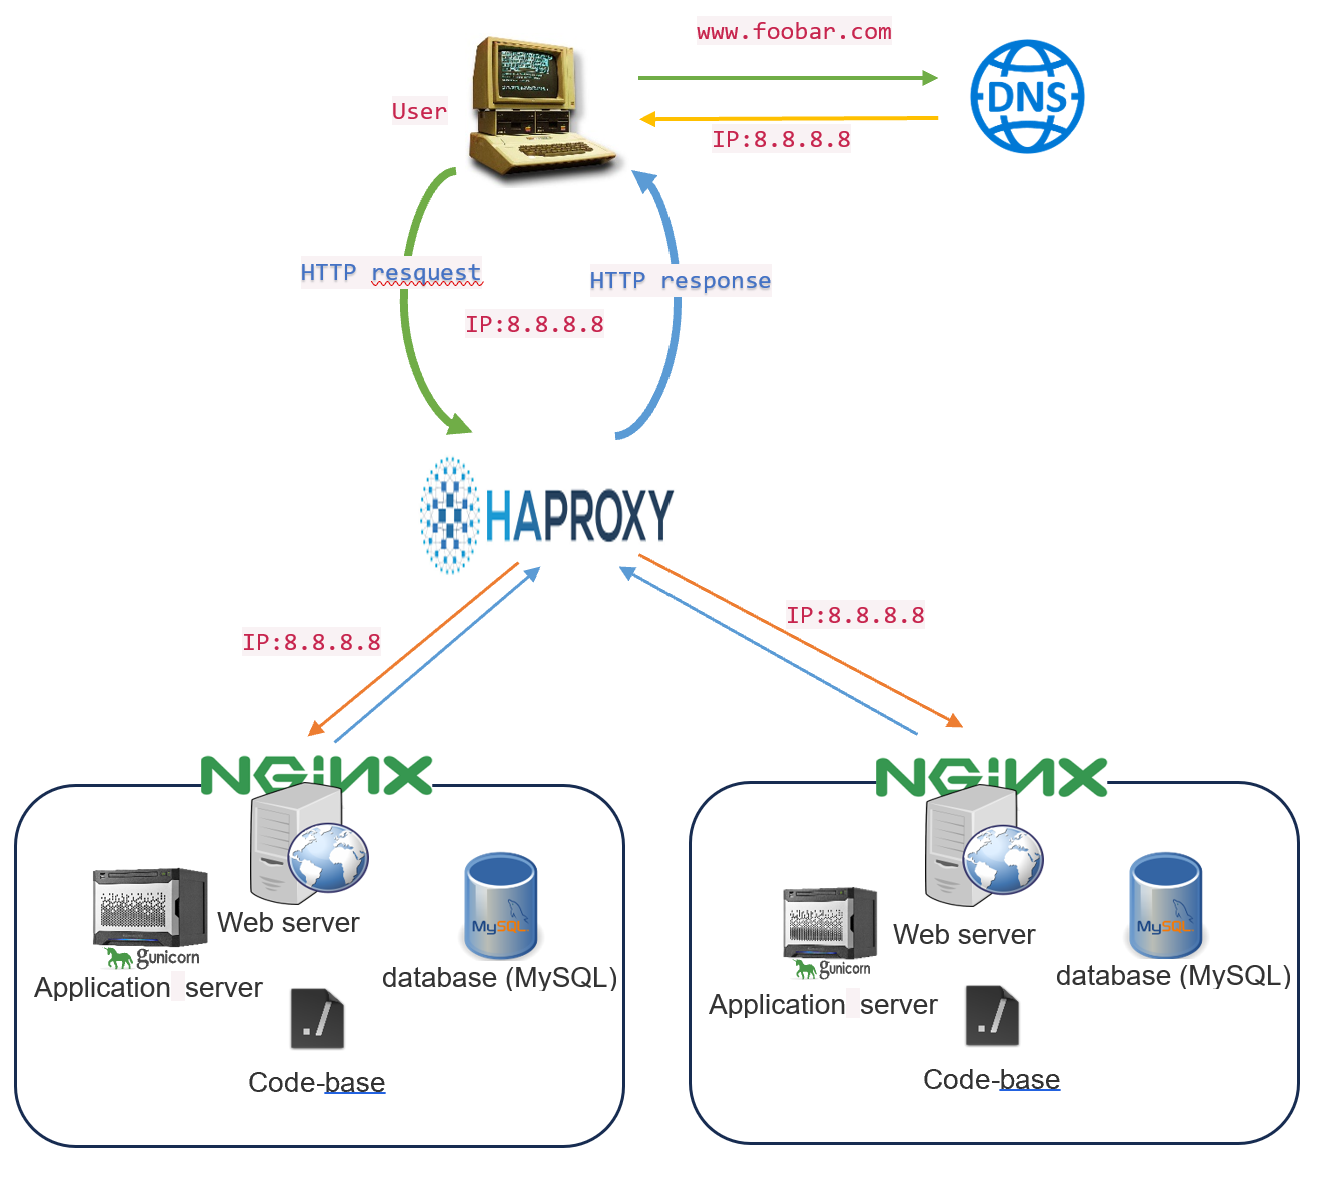 www.foobar.com
DNS
User
IP:8.8.8.8
HTTP resquest
HTTP response
IP:8.8.8.8
HAPROXY
IP:8.8.8.8
IP:8.8.8.8
NGiNX
NGiNX
MySQL
MySQL
Web server
Web server
gunicorn
gunicorn
database (MySQL)
database (MySQL)
Application server
Application server
./
./
Code-base
Code-base